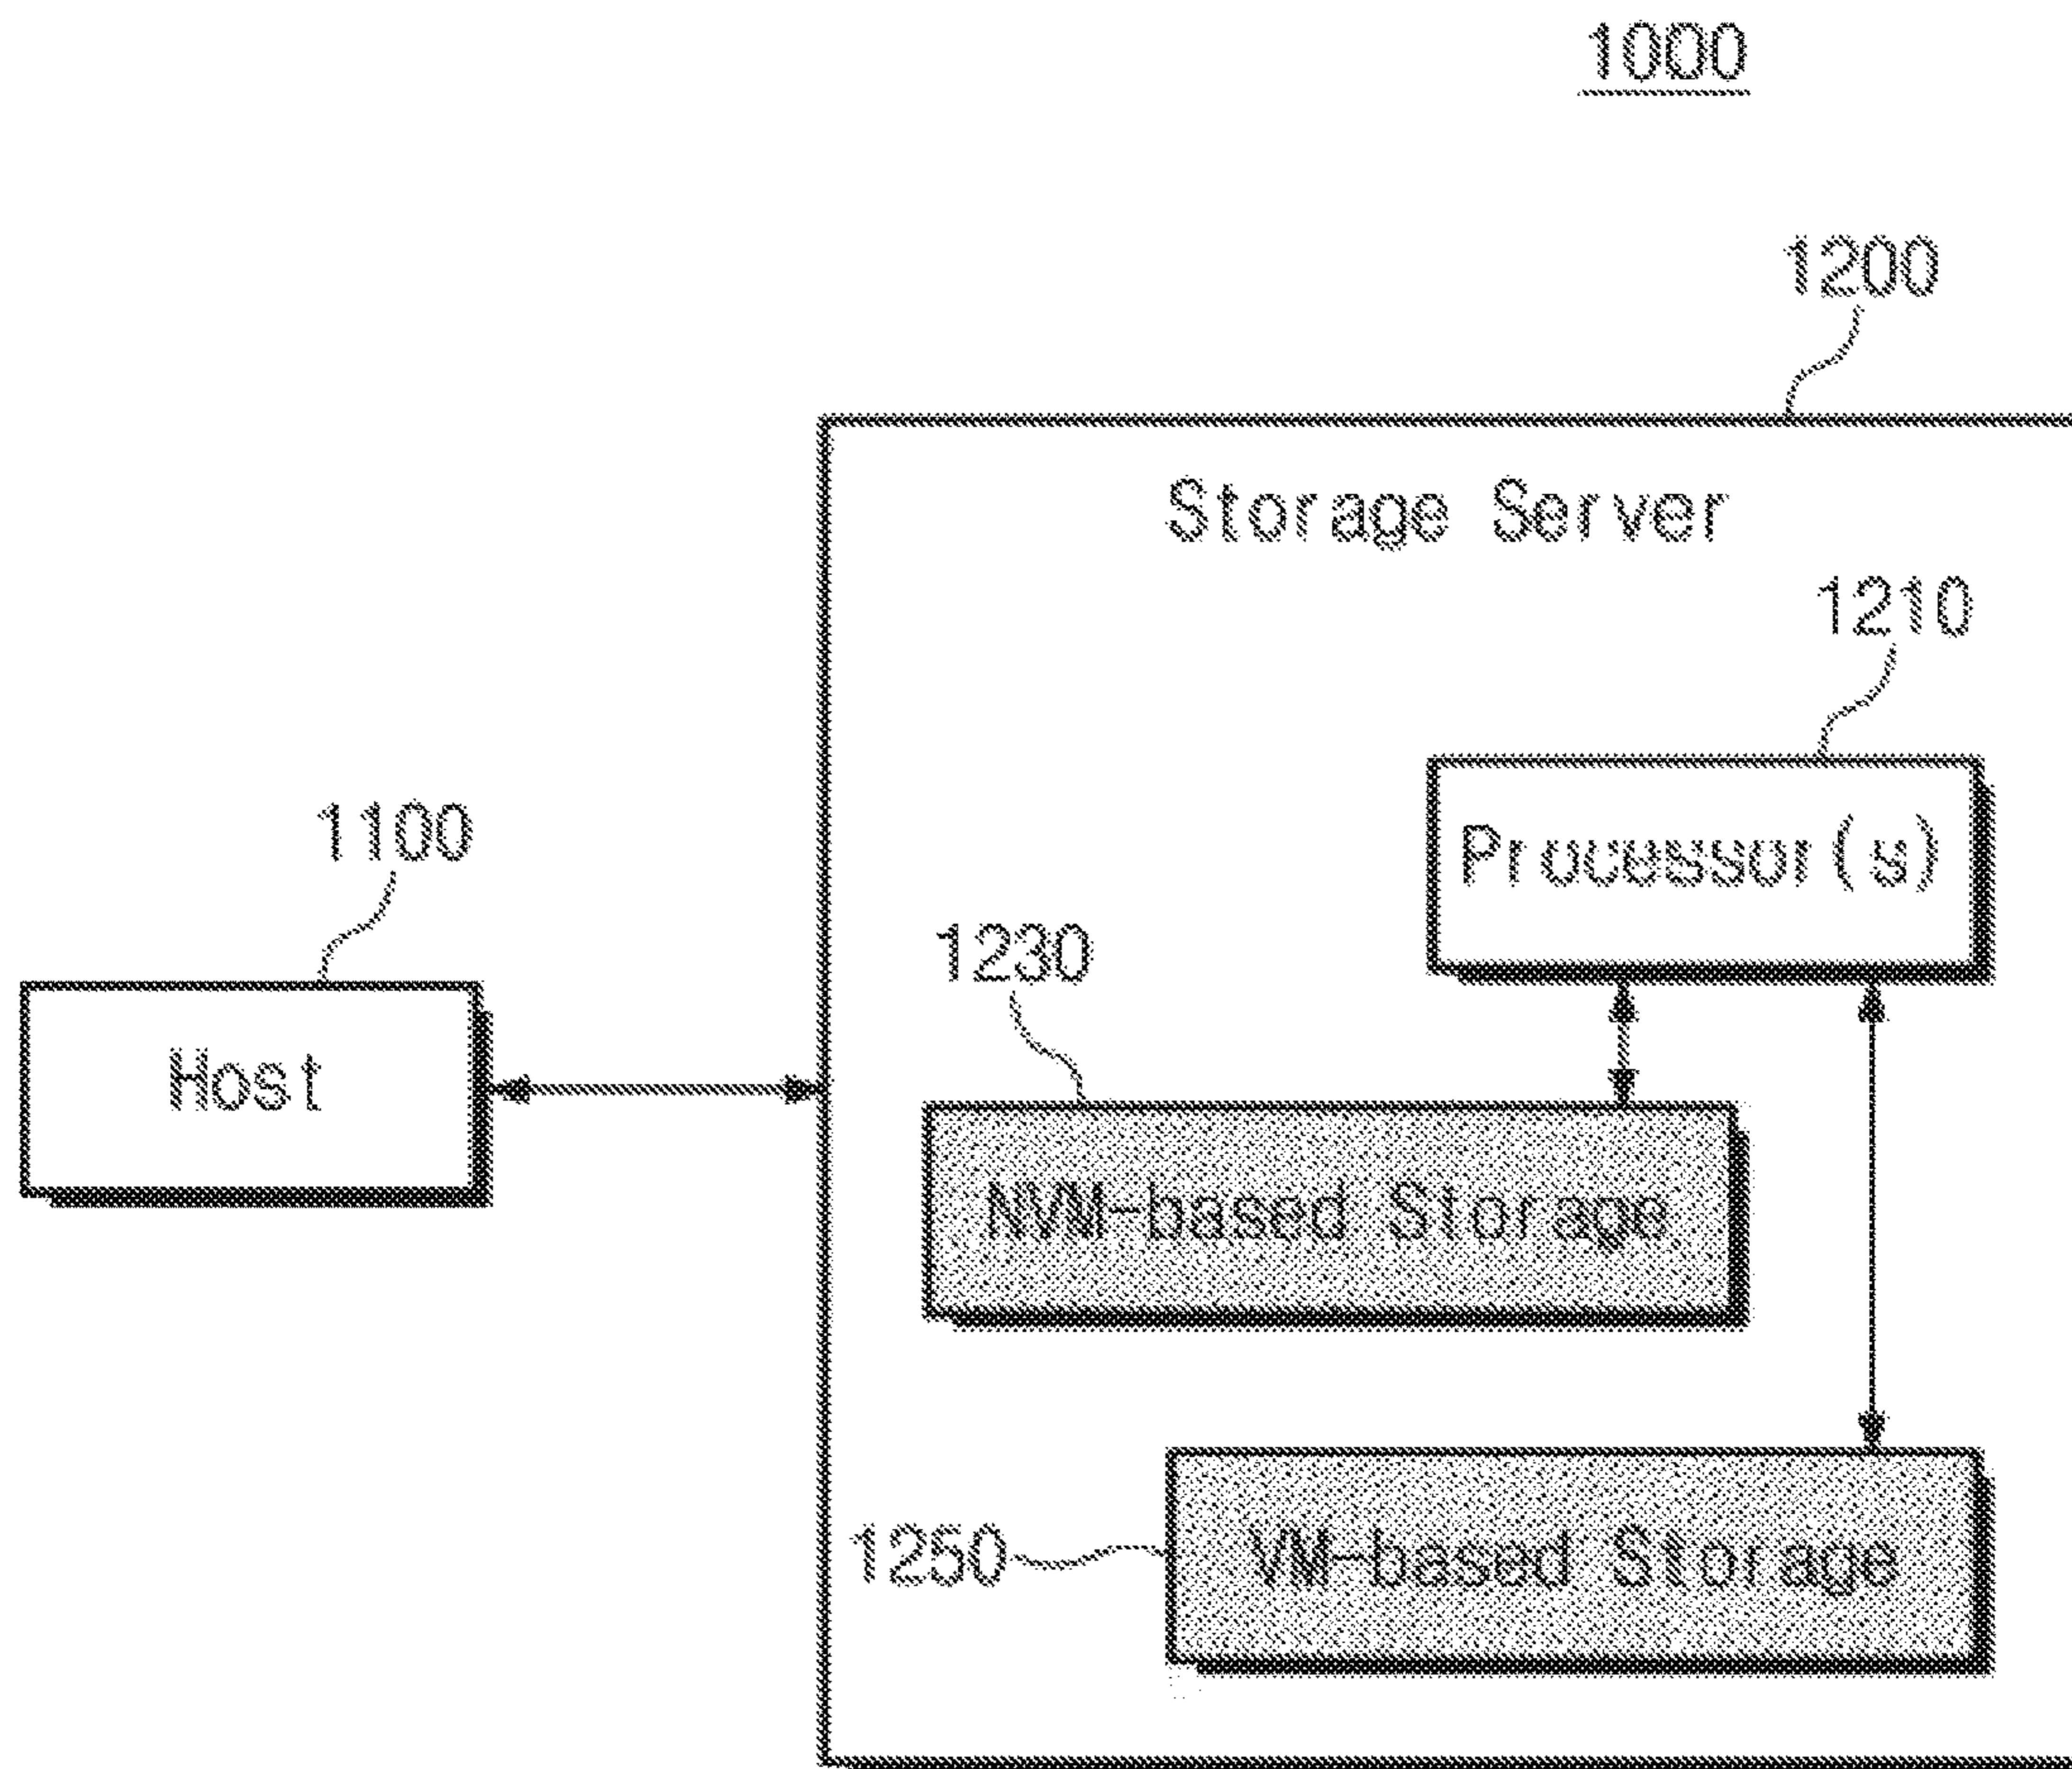 1000
1200
Storage Server
1210
Processor(s)
1100
1230
Host
NVM-based Storage
1250
VM-based Storage